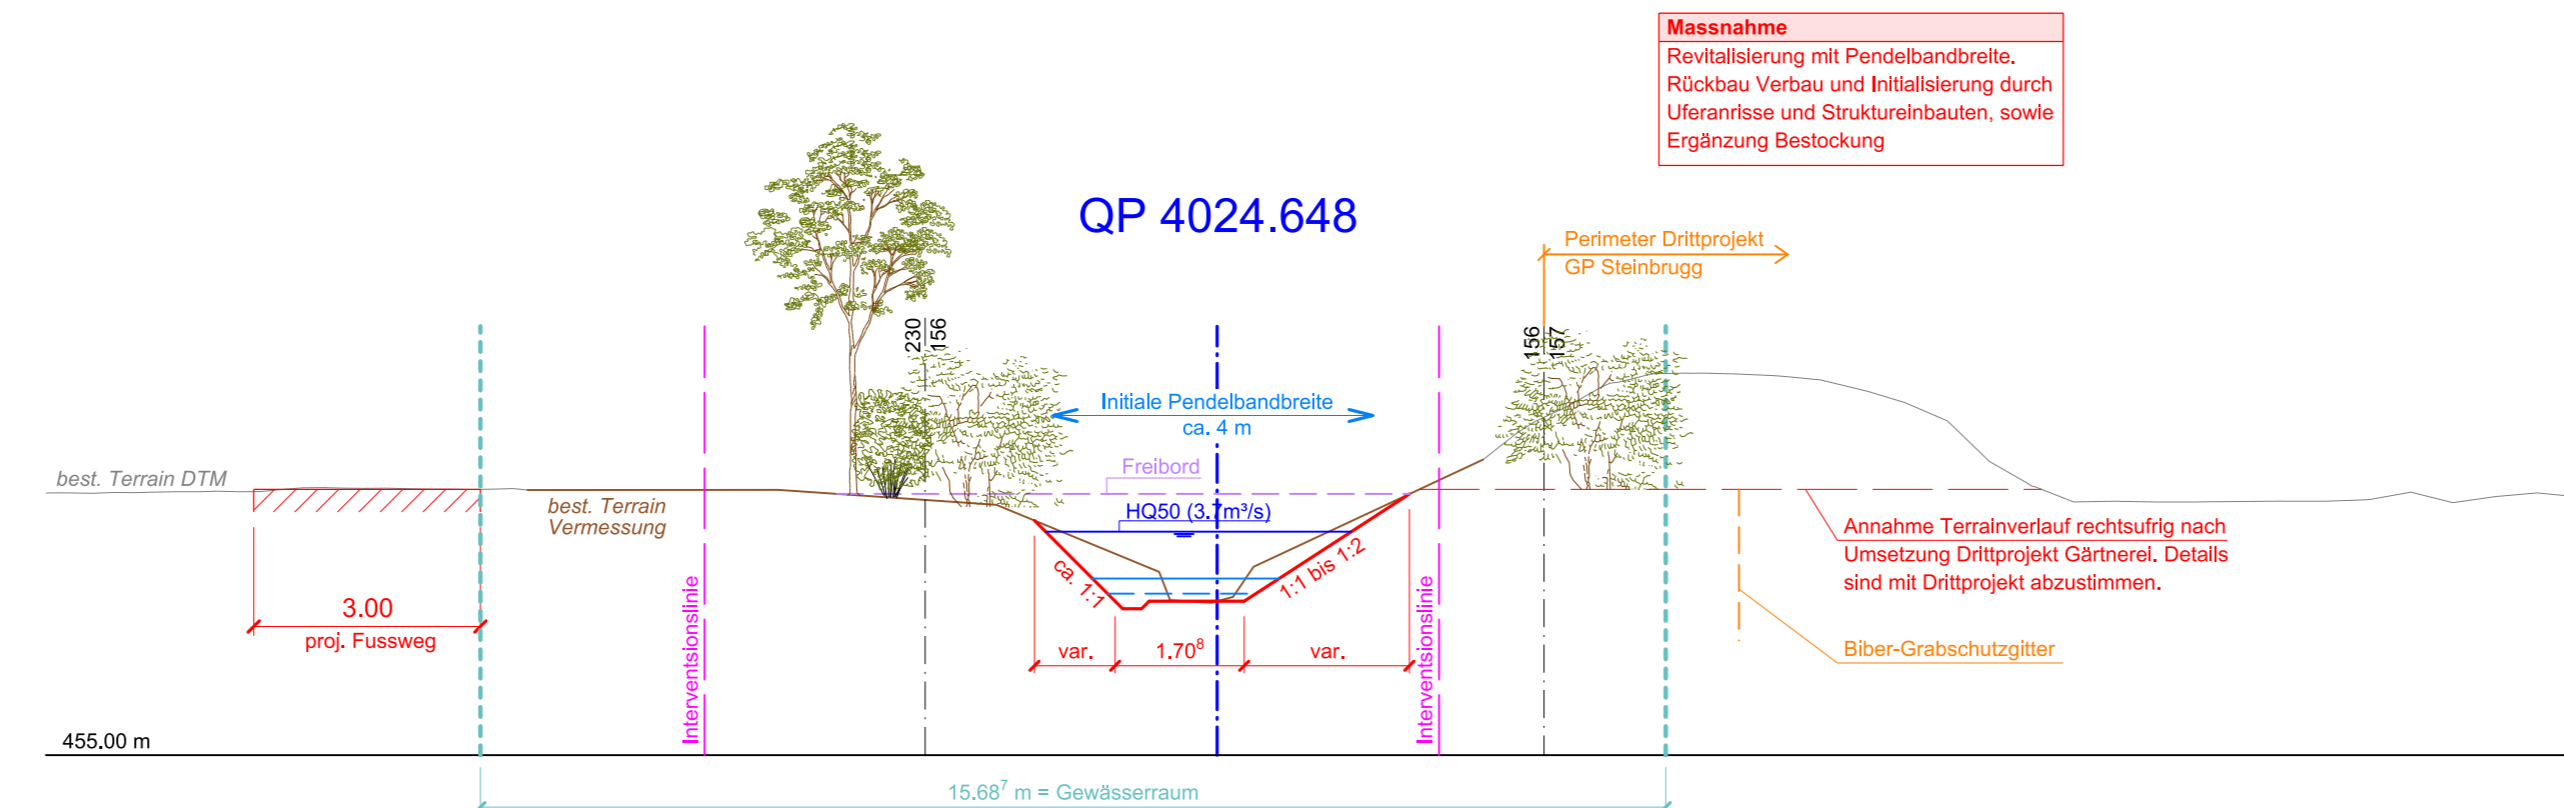 Massnahme
Revitalisierung mit Pendelbandbreite.
Rückbau Verbau und Initialisierung durch
Uferanrisse und Struktureinbauten, sowie
Ergänzung Bestockung
QP 4024.648
Perimeter Drittprojekt
GP Steinbrugg
230
156
156
157
Initiale Pendelbandbreite
ca. 4 m
Freibord
best. Terrain DTM
best. Terrain
Vermessung
HQ50 (3.7m³/s)
Annahme Terrainverlauf rechtsufrig nach
Umsetzung Drittprojekt Gärtnerei. Details
sind mit Drittprojekt abzustimmen.
ca. 1:1
1:1 bis 1:2
3.00
proj. Fussweg
Interventsionslinie
var.
1.70⁸
var.
Interventsionslinie
Biber-Grabschutzgitter
455.00 m
15.68⁷ m = Gewässerraum